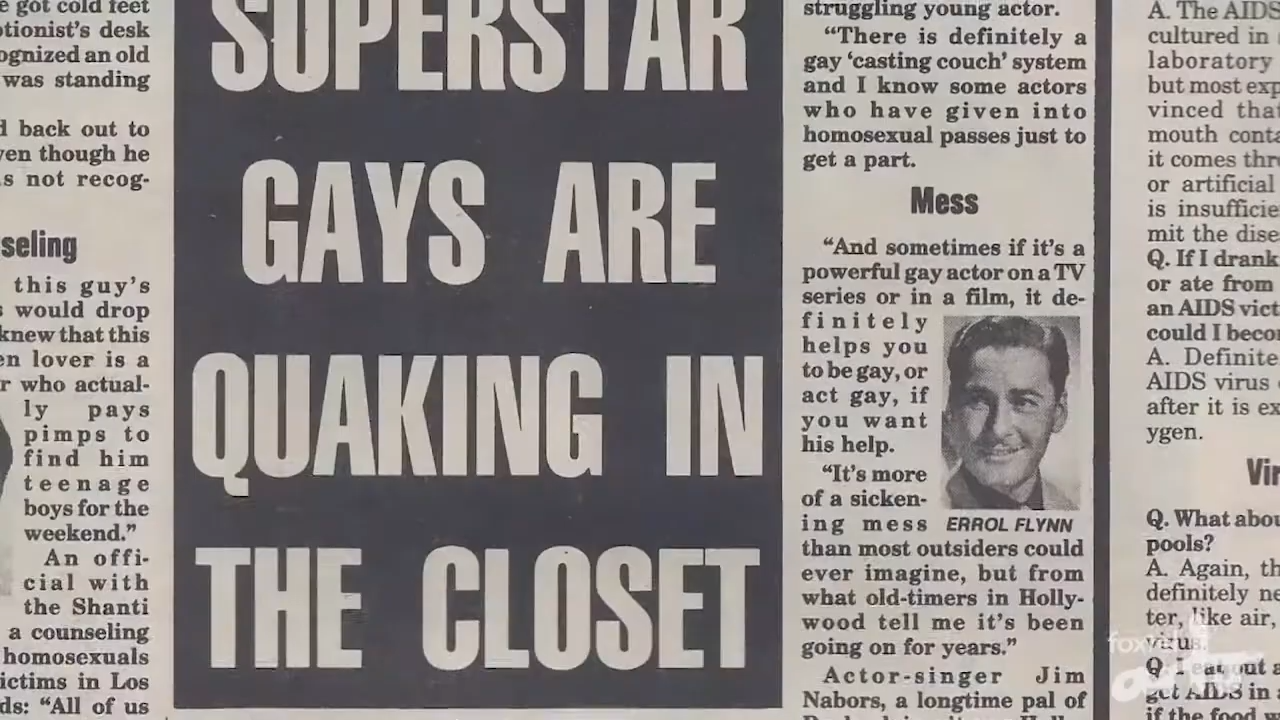 e got cold feet
otionist's desk
ognized an old
was standing
d back out to
ven though he
s not recog-
seling
this guy's
s would drop
knew that this
en lover is a
r who actual-
ly pays
pimps to
find him
teenage
boys for the
weekend."
An offi-
cial with
the Shanti
a counseling
homosexuals
ictims in Los
ds: "All of us
SUPERSTAR
GAYS ARE
QUAKING IN
THE CLOSET
struggling young actor.
"There is definitely a
gay 'casting couch' system
and I know some actors
who have given into
homosexual passes just to
get a part.
Mess
"And sometimes if it's a
powerful gay actor on a TV
series or in a film, it de-
finitely
helps you
to be gay, or
act gay, if
you want
his help.
"It's more
of a sicken-
ing mess
ERROL FLYNN
than most outsiders could
ever imagine, but from
what old-timers in Holly-
wood tell me it's been
going on for years."
Actor-singer Jim
Nabors, a longtime pal of
A. The AIDS
cultured in
laboratory
but most exp
vinced that
mouth conta
it comes thr
or artificial
is insufficie
mit the dise
Q. If I drank
or ate from
an AIDS vict
could I becor
A. Definite
AIDS virus
after it is ex
ygen.
Vir
Q. What abou
pools?
A. Again, th
definitely ne
ter, like air,
virus.
Q. I eat out a
get AIDS in
if the food w